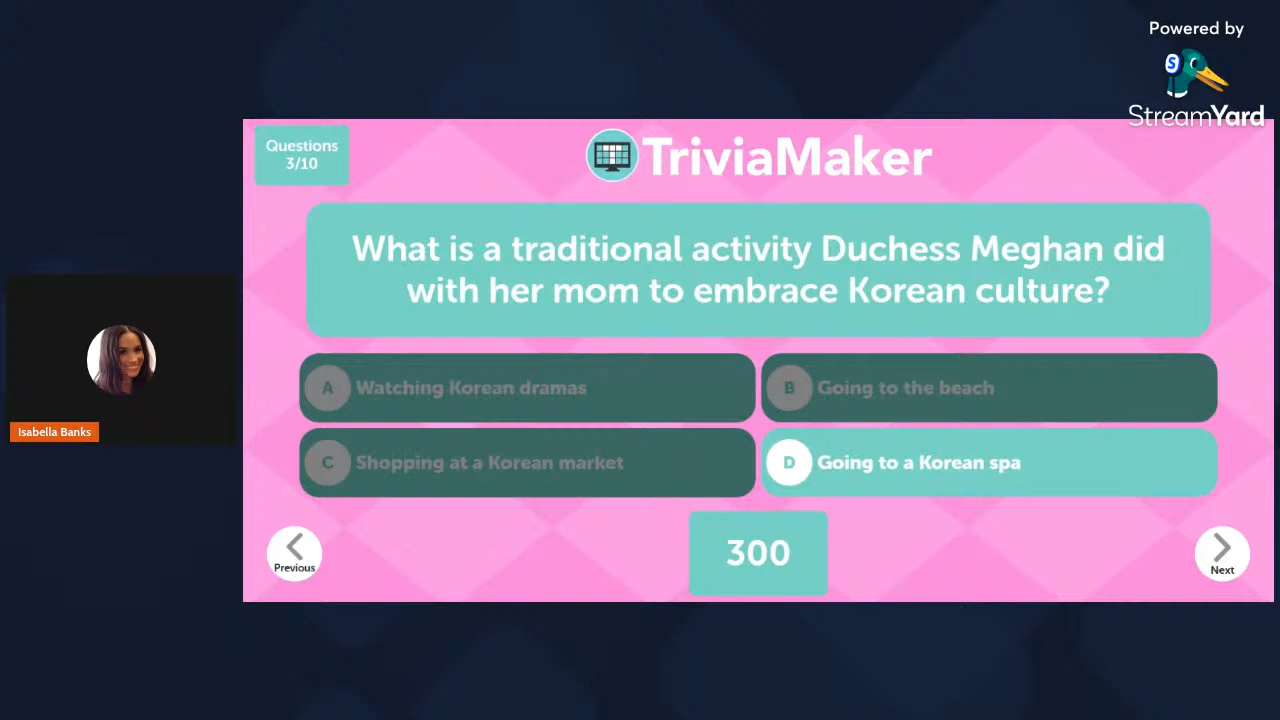 Powered by
S
StreamYard
Questions
3/10
TriviaMaker
What is a traditional activity Duchess Meghan did
with her mom to embrace Korean culture?
A Watching Korean dramas
B Going to the beach
C Shopping at a Korean market
D Going to a Korean spa
Isabella Banks
300
Previous
Next